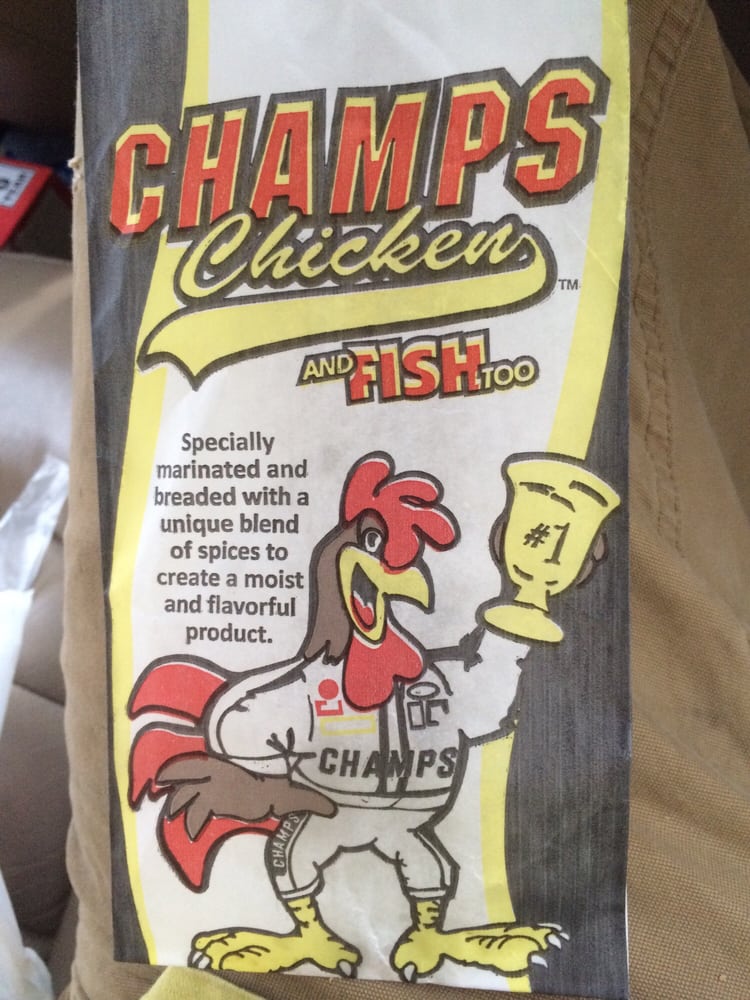 CHAMPS
Chicken
TM
AND FISH TOO
Specially
marinated and
breaded with a
unique blend
of spices to
create a moist
and flavorful
product.
#1
CHAMPS
CHAMPS